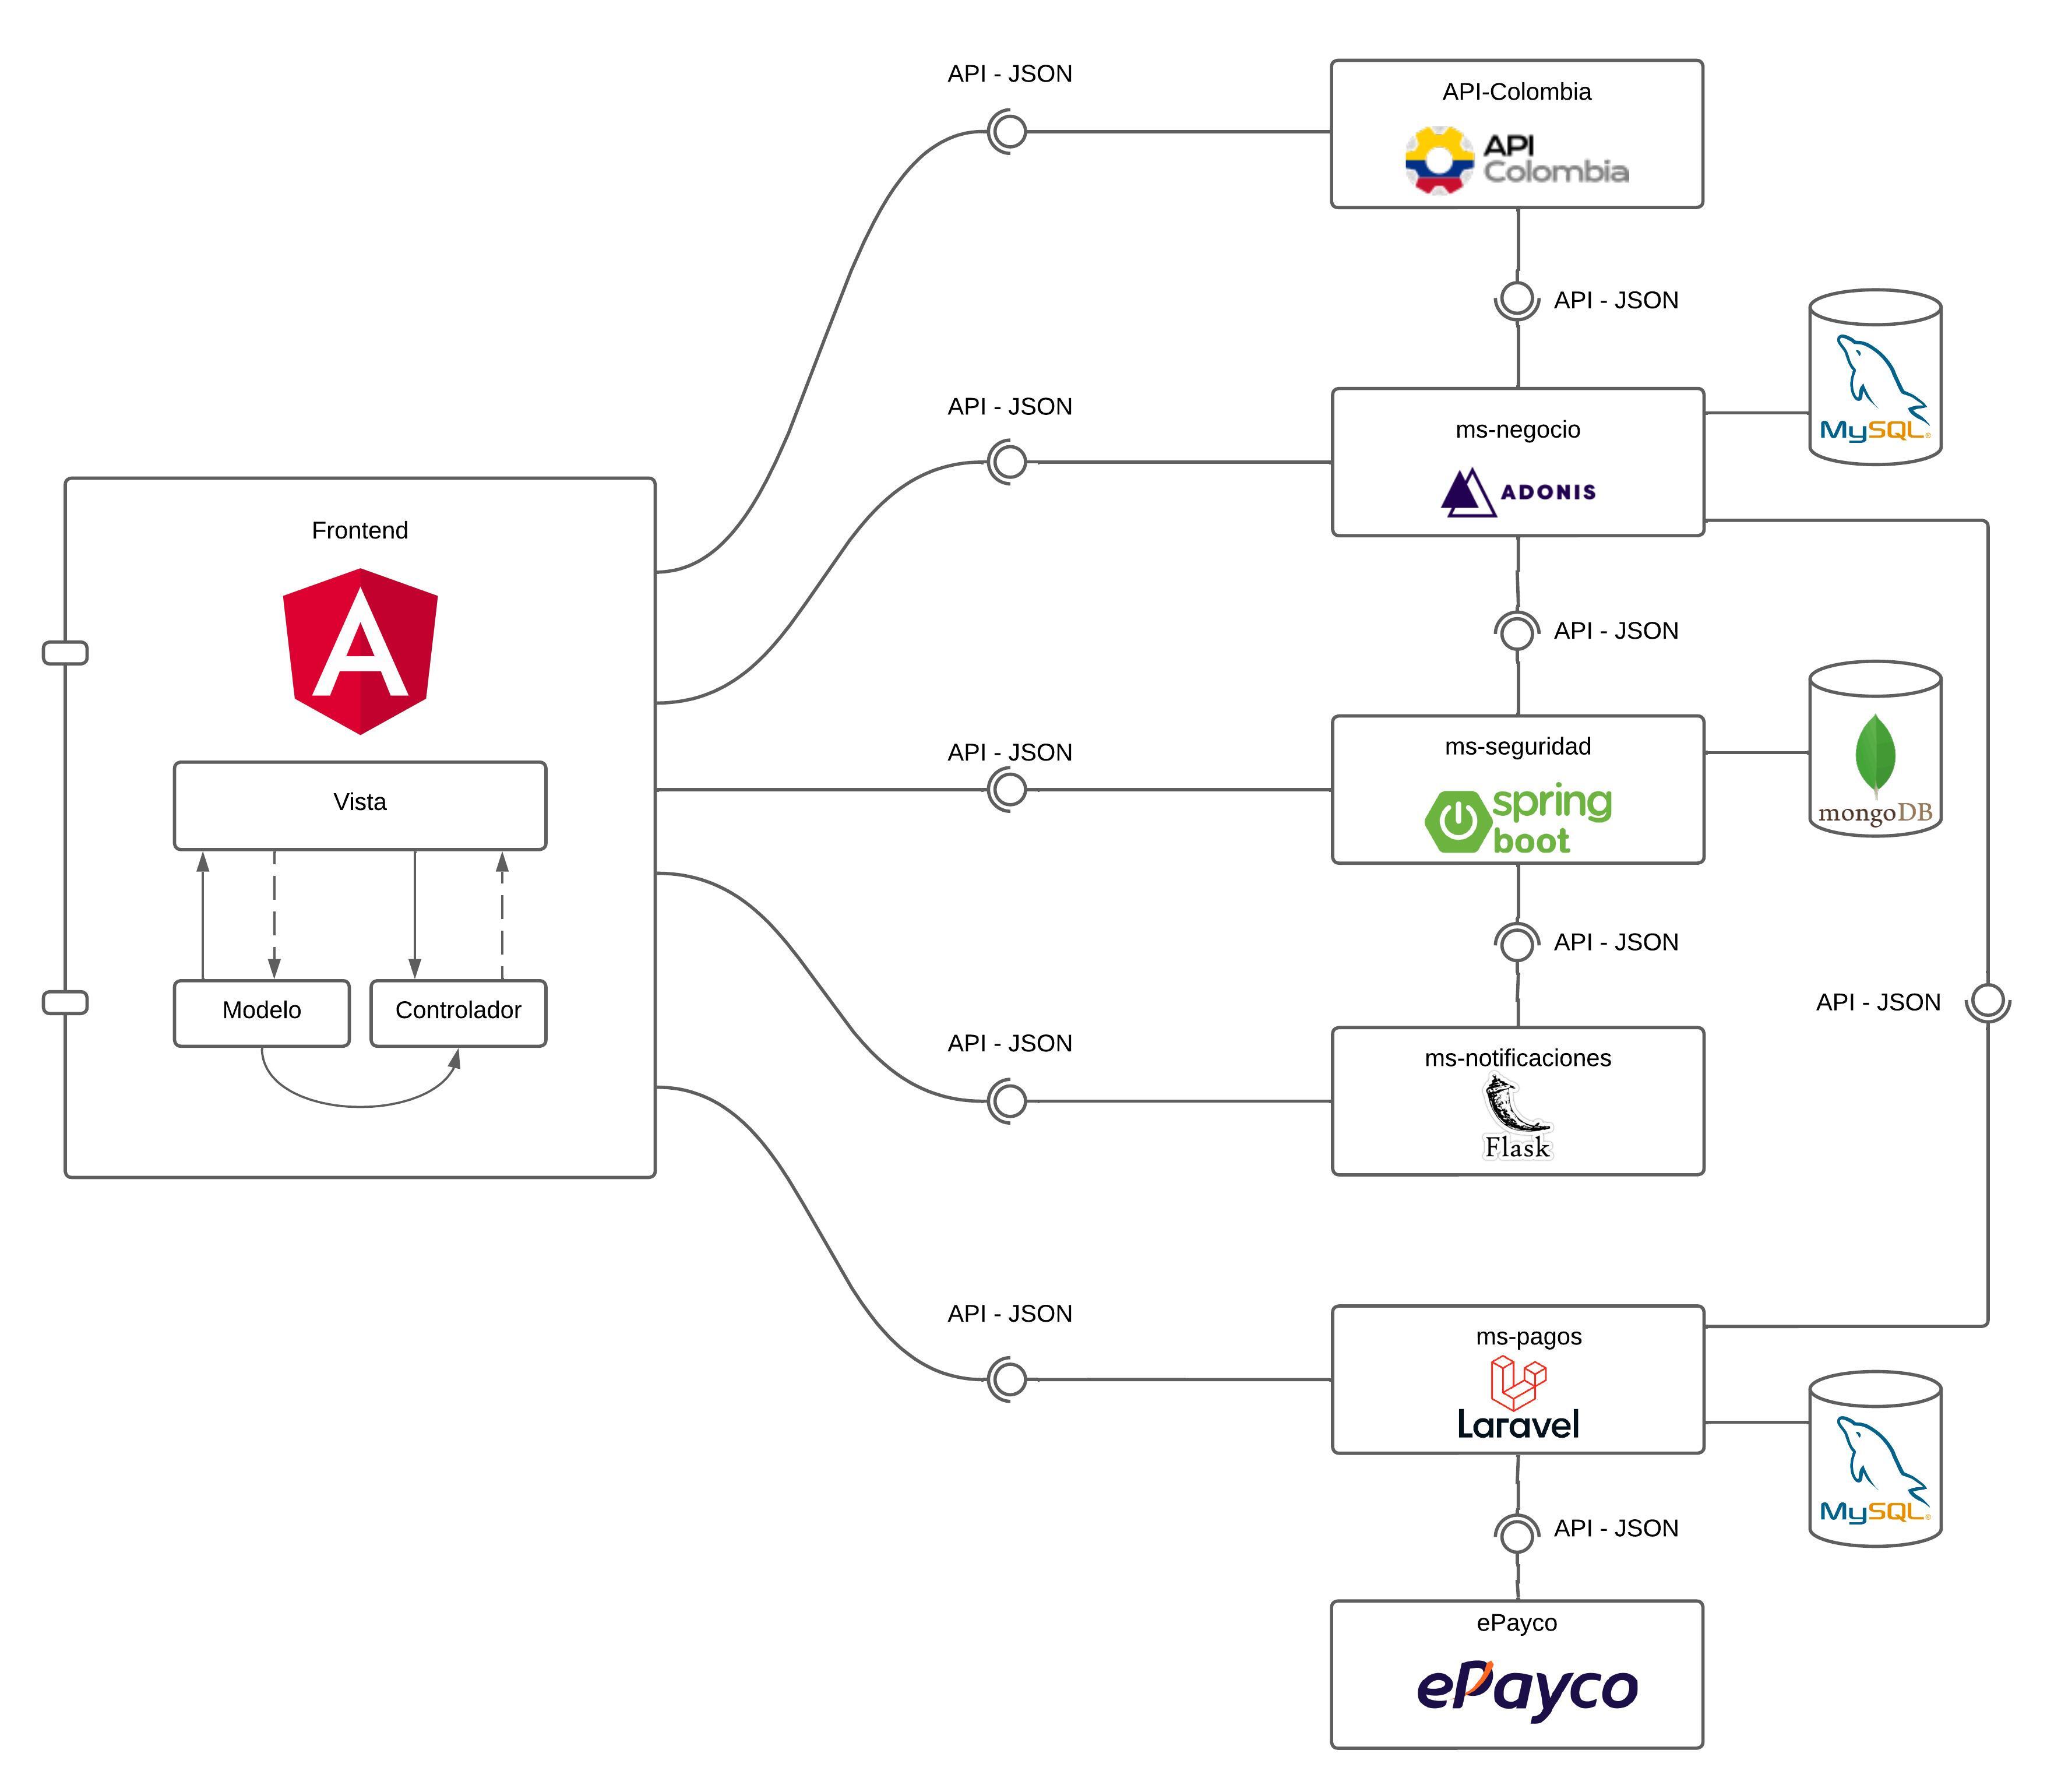 API - JSON
API-Colombia
API
Colombia
API - JSON
API - JSON
ms-negocio
ADONIS
MySQL®
Frontend
Vista
Modelo
Controlador
API - JSON
API - JSON
ms-seguridad
spring
boot
mongoDB
API - JSON
API - JSON
API - JSON
ms-notificaciones
Flask
API - JSON
ms-pagos
Laravel
MySQL®
API - JSON
ePayco
ePayco